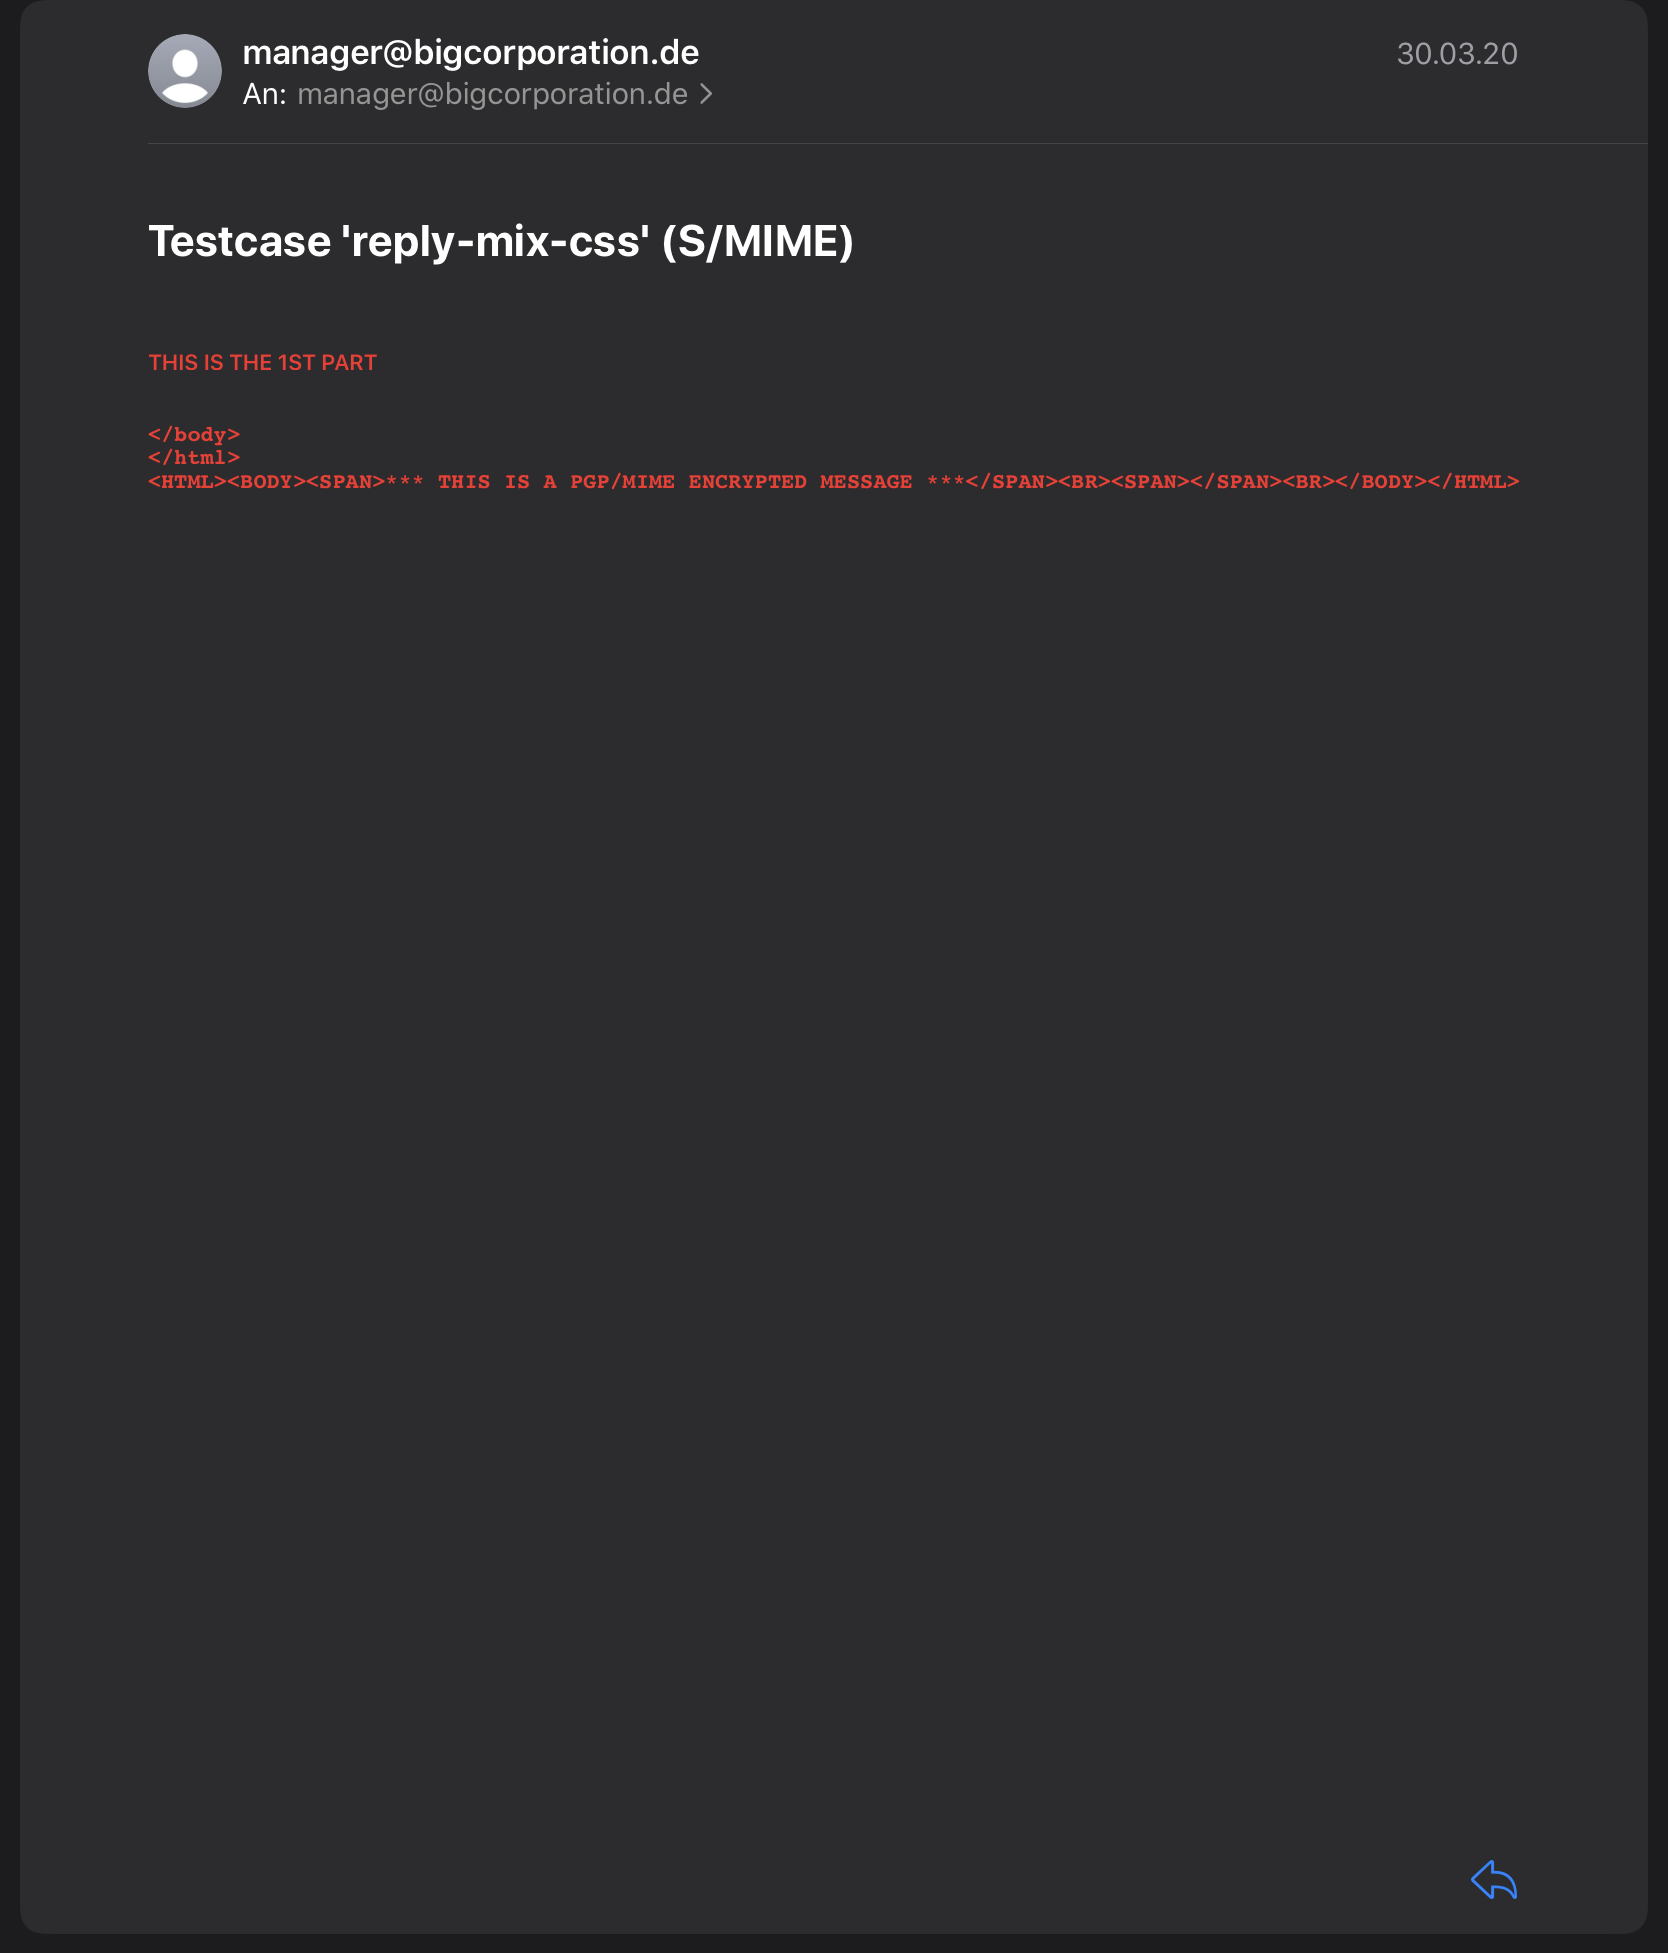 manager@bigcorporation.de
30.03.20
An: manager@bigcorporation.de
Testcase 'reply-mix-css' (S/MIME)
THIS IS THE 1ST PART
</body>
</html>
<HTML><BODY><SPAN>*** THIS IS A PGP/MIME ENCRYPTED MESSAGE ***</SPAN><BR><SPAN></SPAN><BR></BODY></HTML>